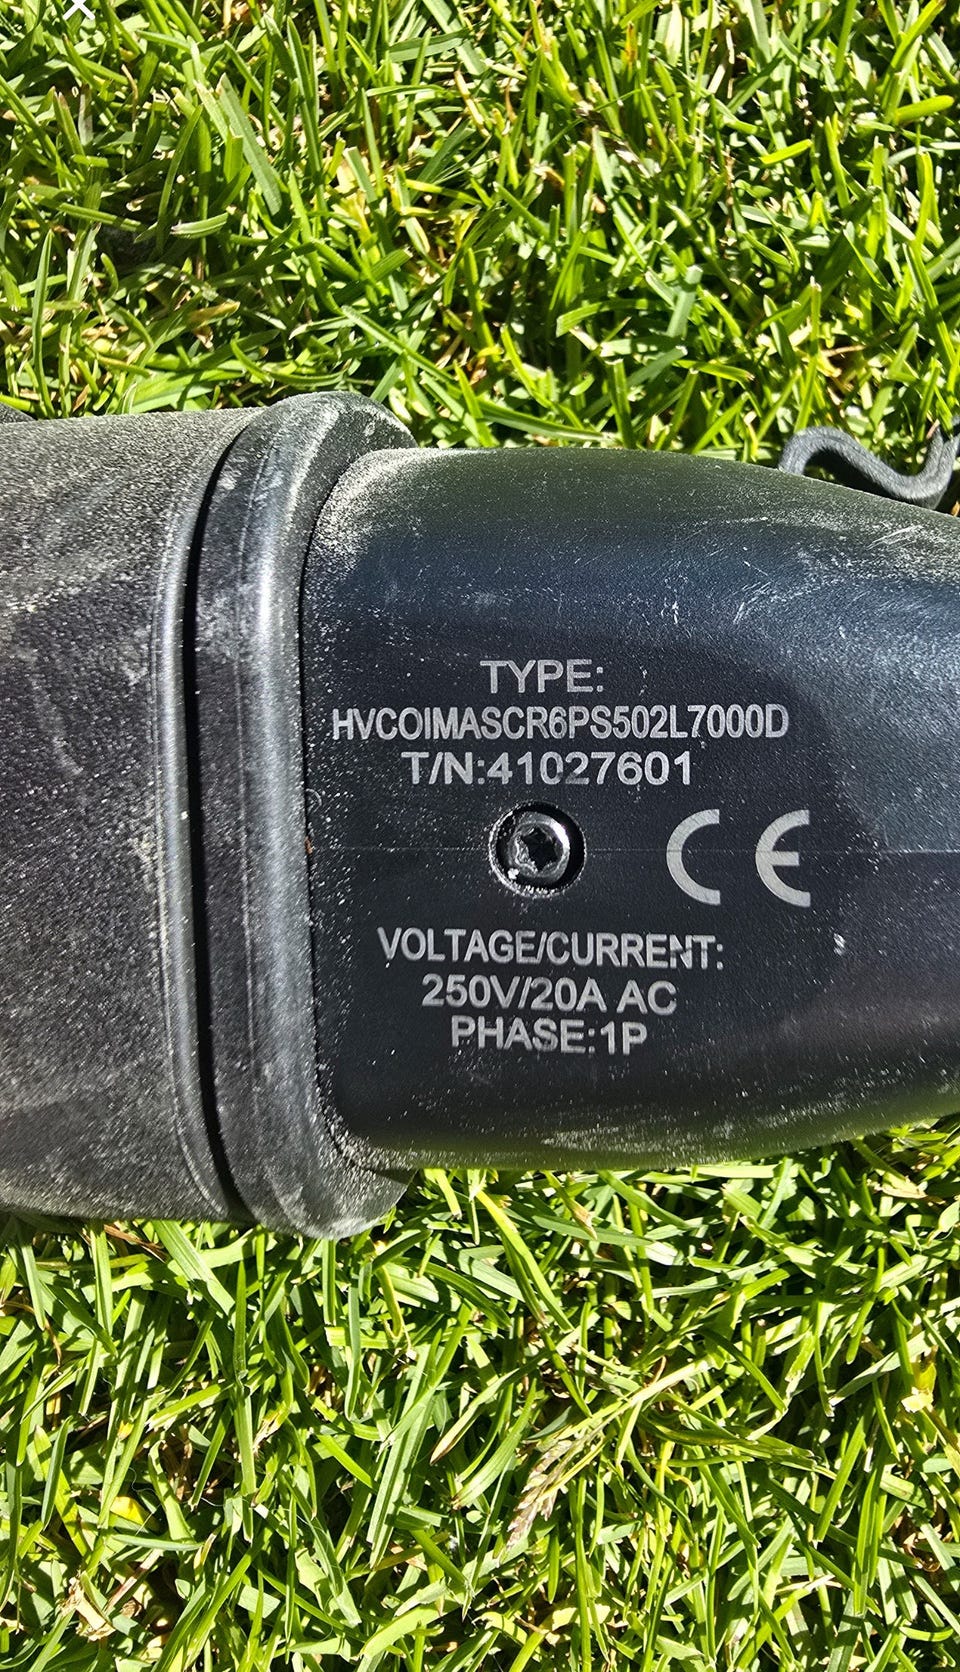 TYPE:
HVCOIMASCR6PS502L7000D
T/N:41027601
CE
VOLTAGE/CURRENT:
250V/20A AC
PHASE:1P